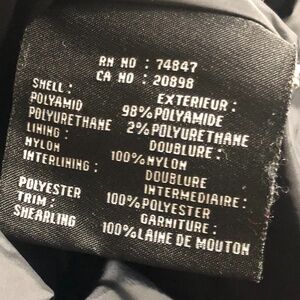 RN NO : 74847
CA NO : 20898
SHELL : EXTERIEUR :
POLYAMID 98% POLYAMIDE
POLYURETHANE 2% POLYURETHANE
LINING : DOUBLURE :
NYLON 100% NYLON
INTERLINING : DOUBLURE
INTERMEDIAIRE :
POLYESTER 100% POLYESTER
TRIM : GARNITURE :
SHEARLING 100% LAINE DE MOUTON